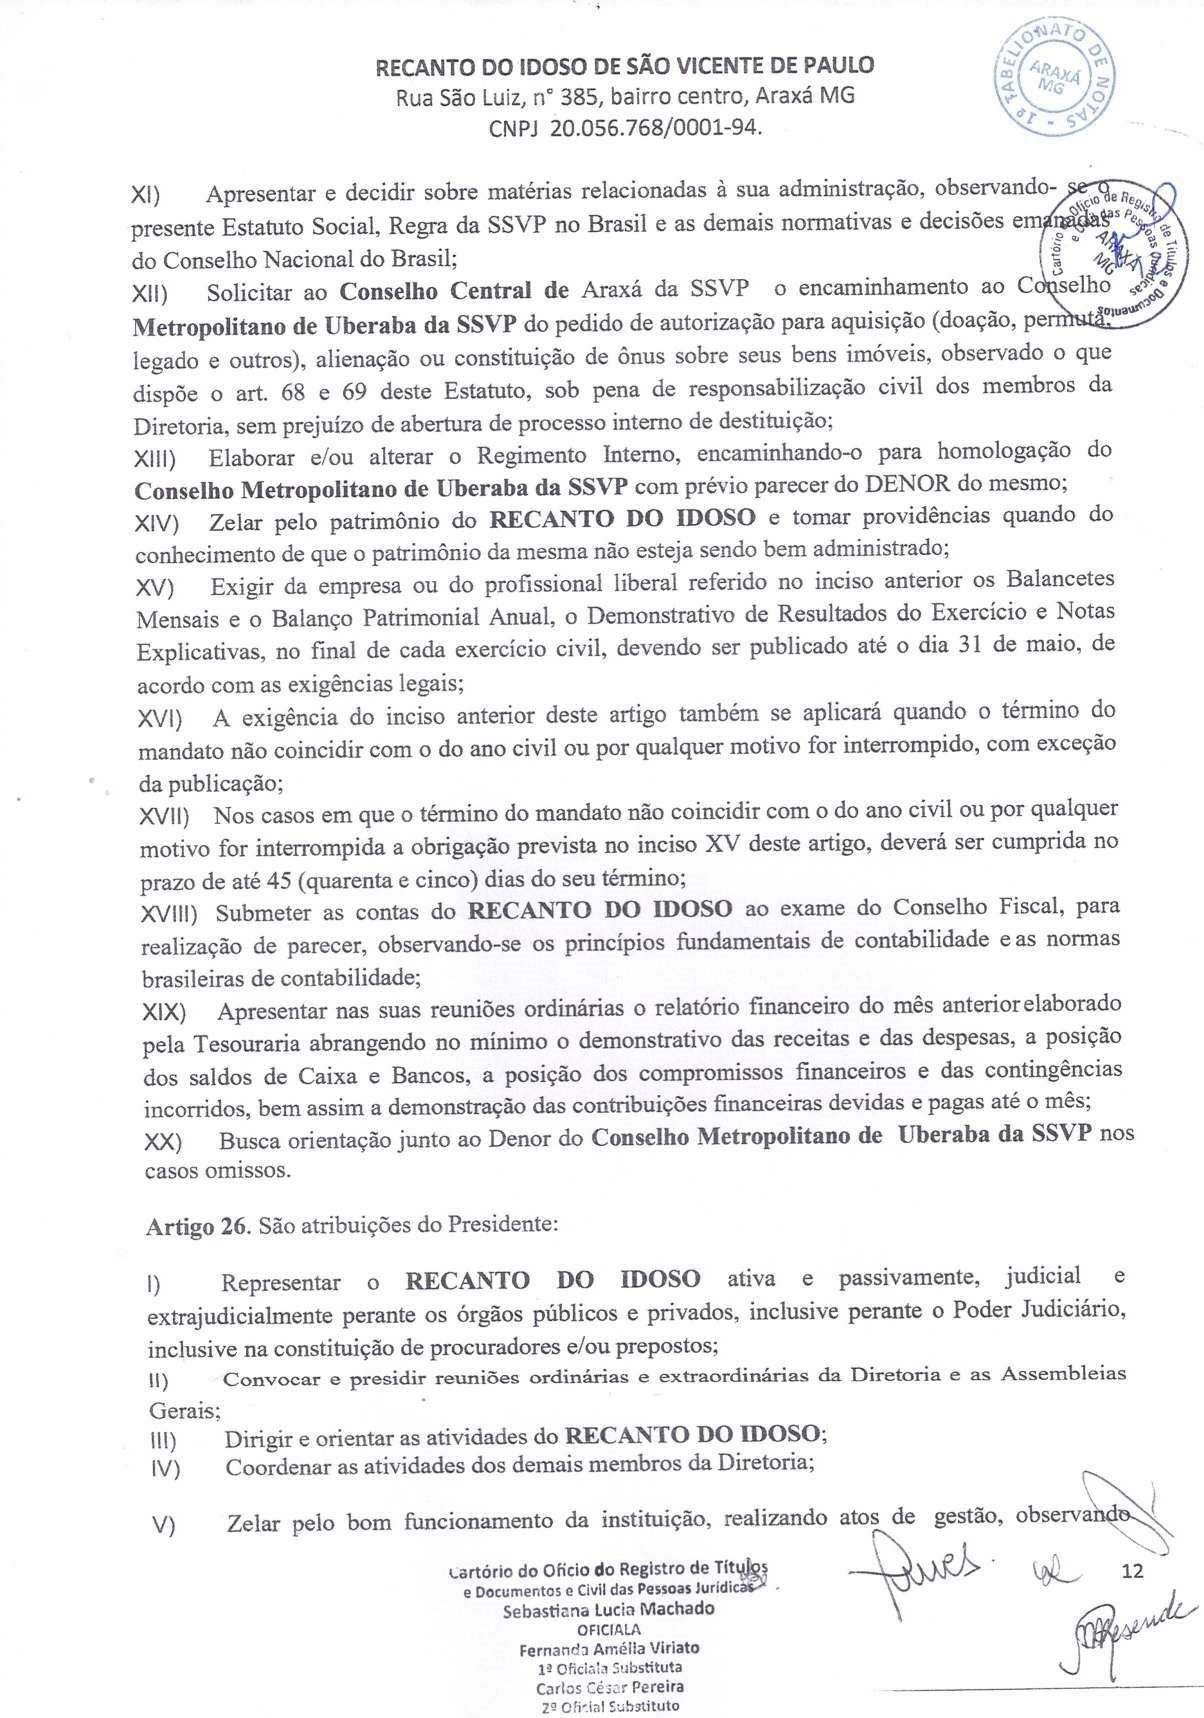 RECANTO DO IDOSO DE SÃO VICENTE DE PAULO
Rua São Luiz, n° 385, bairro centro, Araxá MG
CNPJ 20.056.768/0001-94.
1º TABELIONATO DE NOTAS -
ARAXÁ
MG
Cartório do Ofício de Registro de Títulos e Documentos
e Civil das Pessoas Jurídicas
ARAXÁ
MG
XI) Apresentar e decidir sobre matérias relacionadas à sua administração, observando- se o
presente Estatuto Social, Regra da SSVP no Brasil e as demais normativas e decisões emanadas
do Conselho Nacional do Brasil;
XII) Solicitar ao Conselho Central de Araxá da SSVP o encaminhamento ao Conselho
Metropolitano de Uberaba da SSVP do pedido de autorização para aquisição (doação, permuta,
legado e outros), alienação ou constituição de ônus sobre seus bens imóveis, observado o que
dispõe o art. 68 e 69 deste Estatuto, sob pena de responsabilização civil dos membros da
Diretoria, sem prejuízo de abertura de processo interno de destituição;
XIII) Elaborar e/ou alterar o Regimento Interno, encaminhando-o para homologação do
Conselho Metropolitano de Uberaba da SSVP com prévio parecer do DENOR do mesmo;
XIV) Zelar pelo patrimônio do RECANTO DO IDOSO e tomar providências quando do
conhecimento de que o patrimônio da mesma não esteja sendo bem administrado;
XV) Exigir da empresa ou do profissional liberal referido no inciso anterior os Balancetes
Mensais e o Balanço Patrimonial Anual, o Demonstrativo de Resultados do Exercício e Notas
Explicativas, no final de cada exercício civil, devendo ser publicado até o dia 31 de maio, de
acordo com as exigências legais;
XVI) A exigência do inciso anterior deste artigo também se aplicará quando o término do
mandato não coincidir com o do ano civil ou por qualquer motivo for interrompido, com exceção
da publicação;
XVII) Nos casos em que o término do mandato não coincidir com o do ano civil ou por qualquer
motivo for interrompida a obrigação prevista no inciso XV deste artigo, deverá ser cumprida no
prazo de até 45 (quarenta e cinco) dias do seu término;
XVIII) Submeter as contas do RECANTO DO IDOSO ao exame do Conselho Fiscal, para
realização de parecer, observando-se os princípios fundamentais de contabilidade e as normas
brasileiras de contabilidade;
XIX) Apresentar nas suas reuniões ordinárias o relatório financeiro do mês anterior elaborado
pela Tesouraria abrangendo no mínimo o demonstrativo das receitas e das despesas, a posição
dos saldos de Caixa e Bancos, a posição dos compromissos financeiros e das contingências
incorridos, bem assim a demonstração das contribuições financeiras devidas e pagas até o mês;
XX) Busca orientação junto ao Denor do Conselho Metropolitano de Uberaba da SSVP nos
casos omissos.
Artigo 26. São atribuições do Presidente:
I) Representar o RECANTO DO IDOSO ativa e passivamente, judicial e
extrajudicialmente perante os órgãos públicos e privados, inclusive perante o Poder Judiciário,
inclusive na constituição de procuradores e/ou prepostos;
II) Convocar e presidir reuniões ordinárias e extraordinárias da Diretoria e as Assembleias
Gerais;
III) Dirigir e orientar as atividades do RECANTO DO IDOSO;
IV) Coordenar as atividades dos demais membros da Diretoria;
V) Zelar pelo bom funcionamento da instituição, realizando atos de gestão, observando
Cartório do Ofício do Registro de Títulos
e Documentos e Civil das Pessoas Jurídicas
Sebastiana Lucia Machado
OFICIALA
Fernanda Amélia Viriato
1ª Oficiala Substituta
Carlos César Pereira
2º Oficial Substituto
12